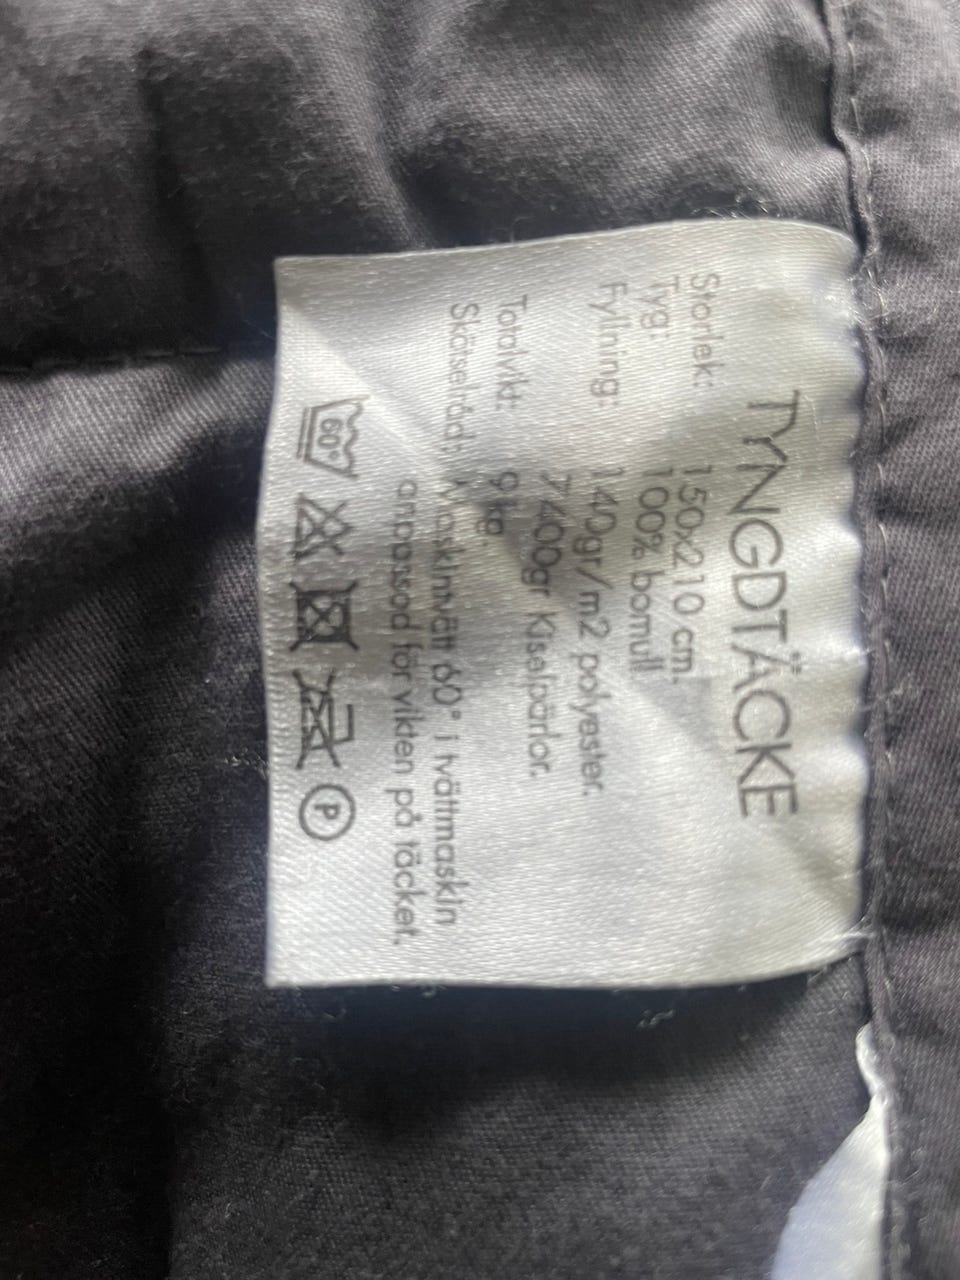 TYNGDTÄCKE
Storlek: 150x210 cm.
Tyg: 100% bomull.
Fyllning: 140gr/m2 polyester.
7400gr Kiselpärlor.
Totalvikt: 9 kg.
Skötselråd: Maskintvätt 60° i tvättmaskin
anpassad för vikten på täcket.
60° P